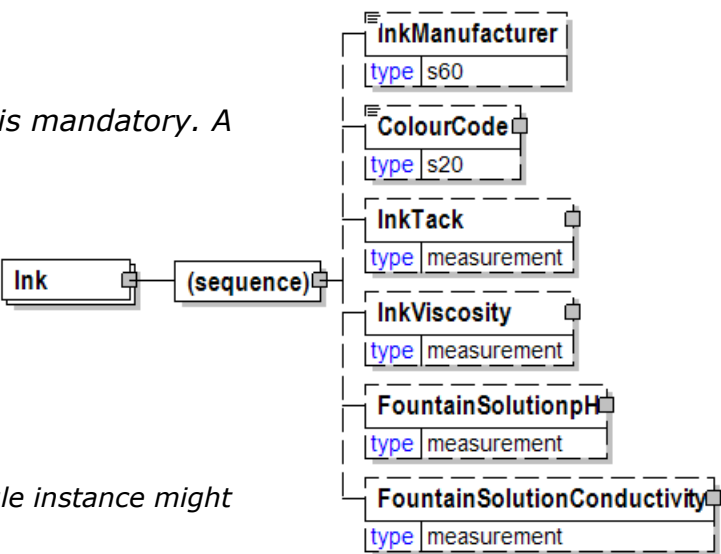 InkManufacturer
type s60
is mandatory. A
ColourCode
type s20
InkTack
type measurement
Ink
(sequence)
InkViscosity
type measurement
FountainSolutionpH
type measurement
le instance might
FountainSolutionConductivity
type measurement